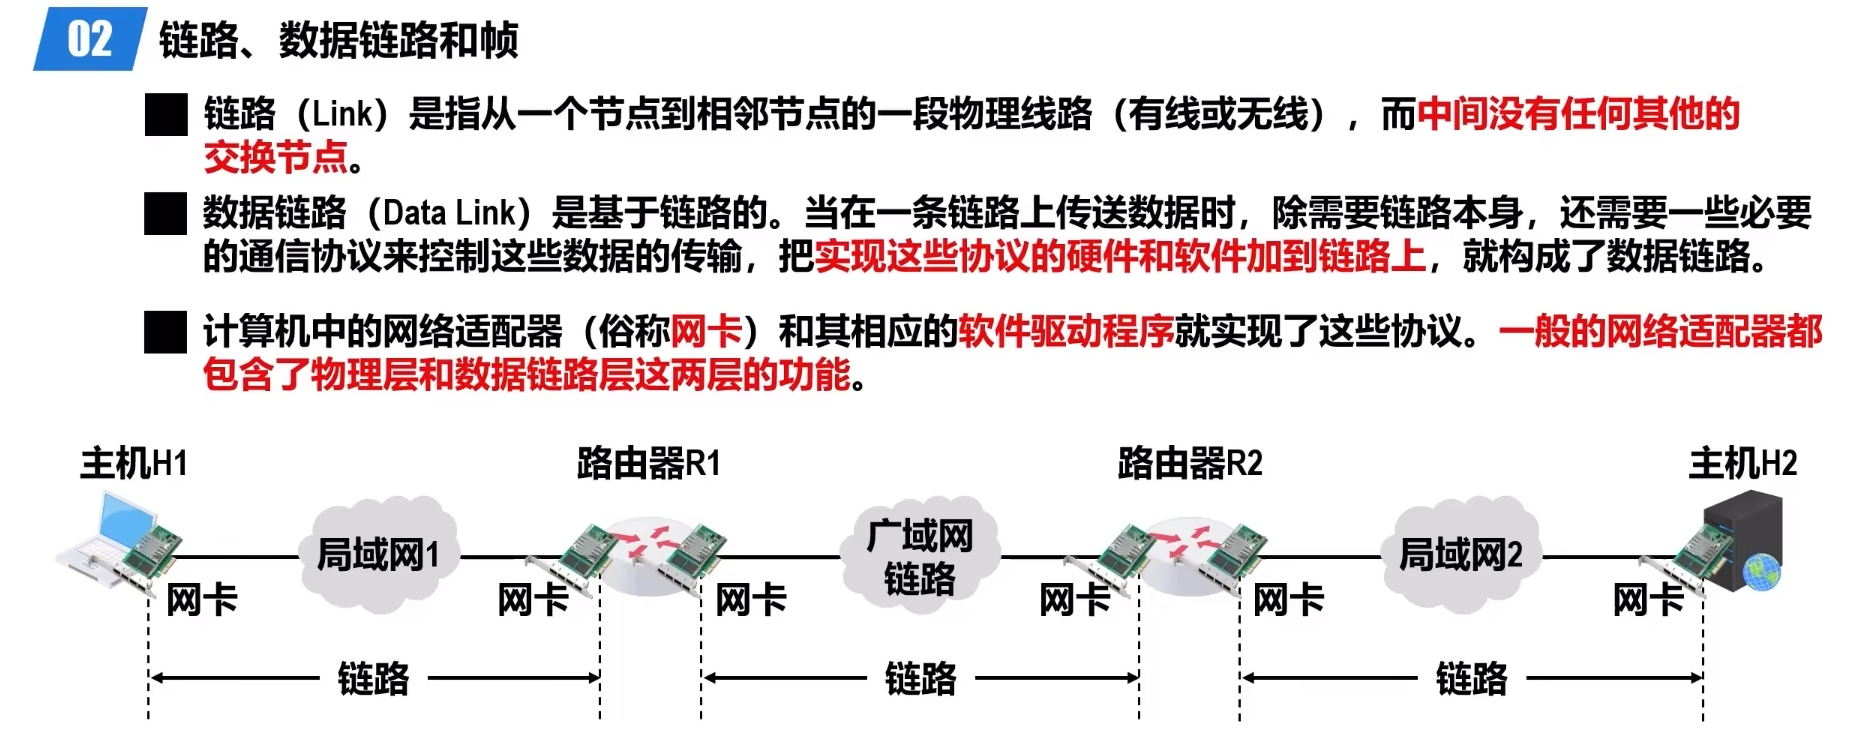 02 链路、数据链路和帧
链路（Link）是指从一个节点到相邻节点的一段物理线路（有线或无线），而中间没有任何其他的
交换节点。
数据链路（Data Link）是基于链路的。当在一条链路上传送数据时，除需要链路本身，还需要一些必要
的通信协议来控制这些数据的传输，把实现这些协议的硬件和软件加到链路上，就构成了数据链路。
计算机中的网络适配器（俗称网卡）和其相应的软件驱动程序就实现了这些协议。一般的网络适配器都
包含了物理层和数据链路层这两层的功能。
主机H1
路由器R1
路由器R2
主机H2
局域网1
广域网
链路
局域网2
网卡
网卡
网卡
网卡
网卡
网卡
链路
链路
链路